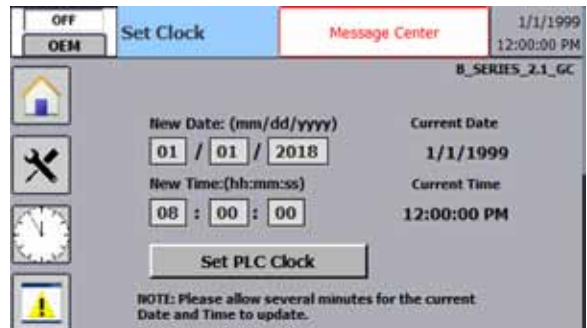 OFF
OEM
Set Clock
Message Center
1/1/1999
12:00:00 PM
B_SERIES_2.1_GC
New Date: (mm/dd/yyyy)
Current Date
01 / 01 / 2018
1/1/1999
New Time:(hh:mm:ss)
Current Time
08 : 00 : 00
12:00:00 PM
Set PLC Clock
NOTE: Please allow several minutes for the current
Date and Time to update.